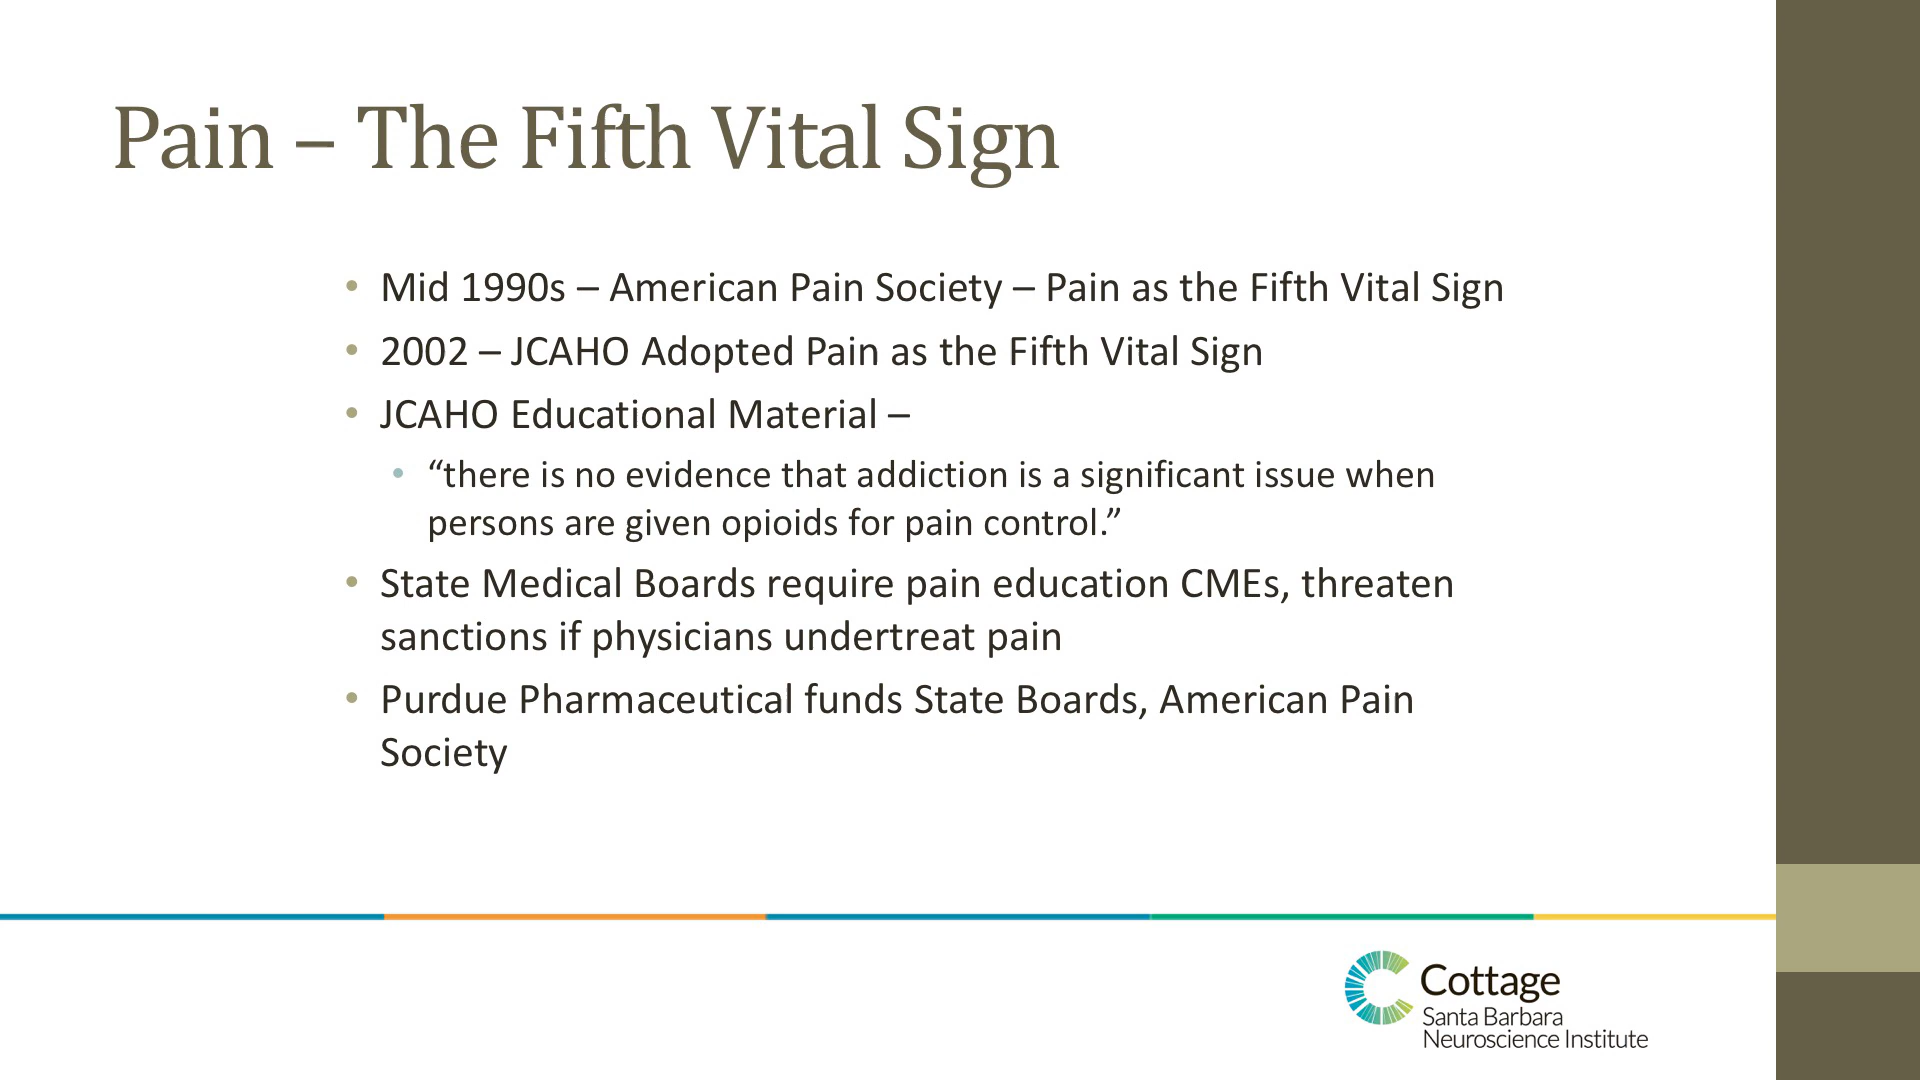 Pain – The Fifth Vital Sign
• Mid 1990s – American Pain Society – Pain as the Fifth Vital Sign
• 2002 – JCAHO Adopted Pain as the Fifth Vital Sign
• JCAHO Educational Material –
• “there is no evidence that addiction is a significant issue when
persons are given opioids for pain control.”
• State Medical Boards require pain education CMEs, threaten
sanctions if physicians undertreat pain
• Purdue Pharmaceutical funds State Boards, American Pain
Society
Cottage
Santa Barbara
Neuroscience Institute